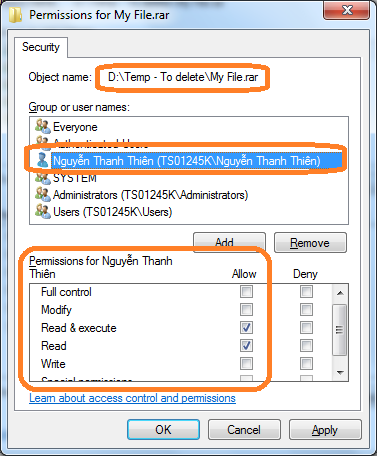 Permissions for My File.rar
Security
Object name: D:\Temp - To delete\My File.rar
Group or user names:
Everyone
Authenticated Users
Nguyễn Thanh Thiên (TS01245K\Nguyễn Thanh Thiên)
SYSTEM
Administrators (TS01245K\Administrators)
Users (TS01245K\Users)
Add... Remove
Permissions for Nguyễn Thanh
Thiên Allow Deny
Full control
Modify
Read & execute
Read
Write
Special permissions
Learn about access control and permissions
OK Cancel Apply